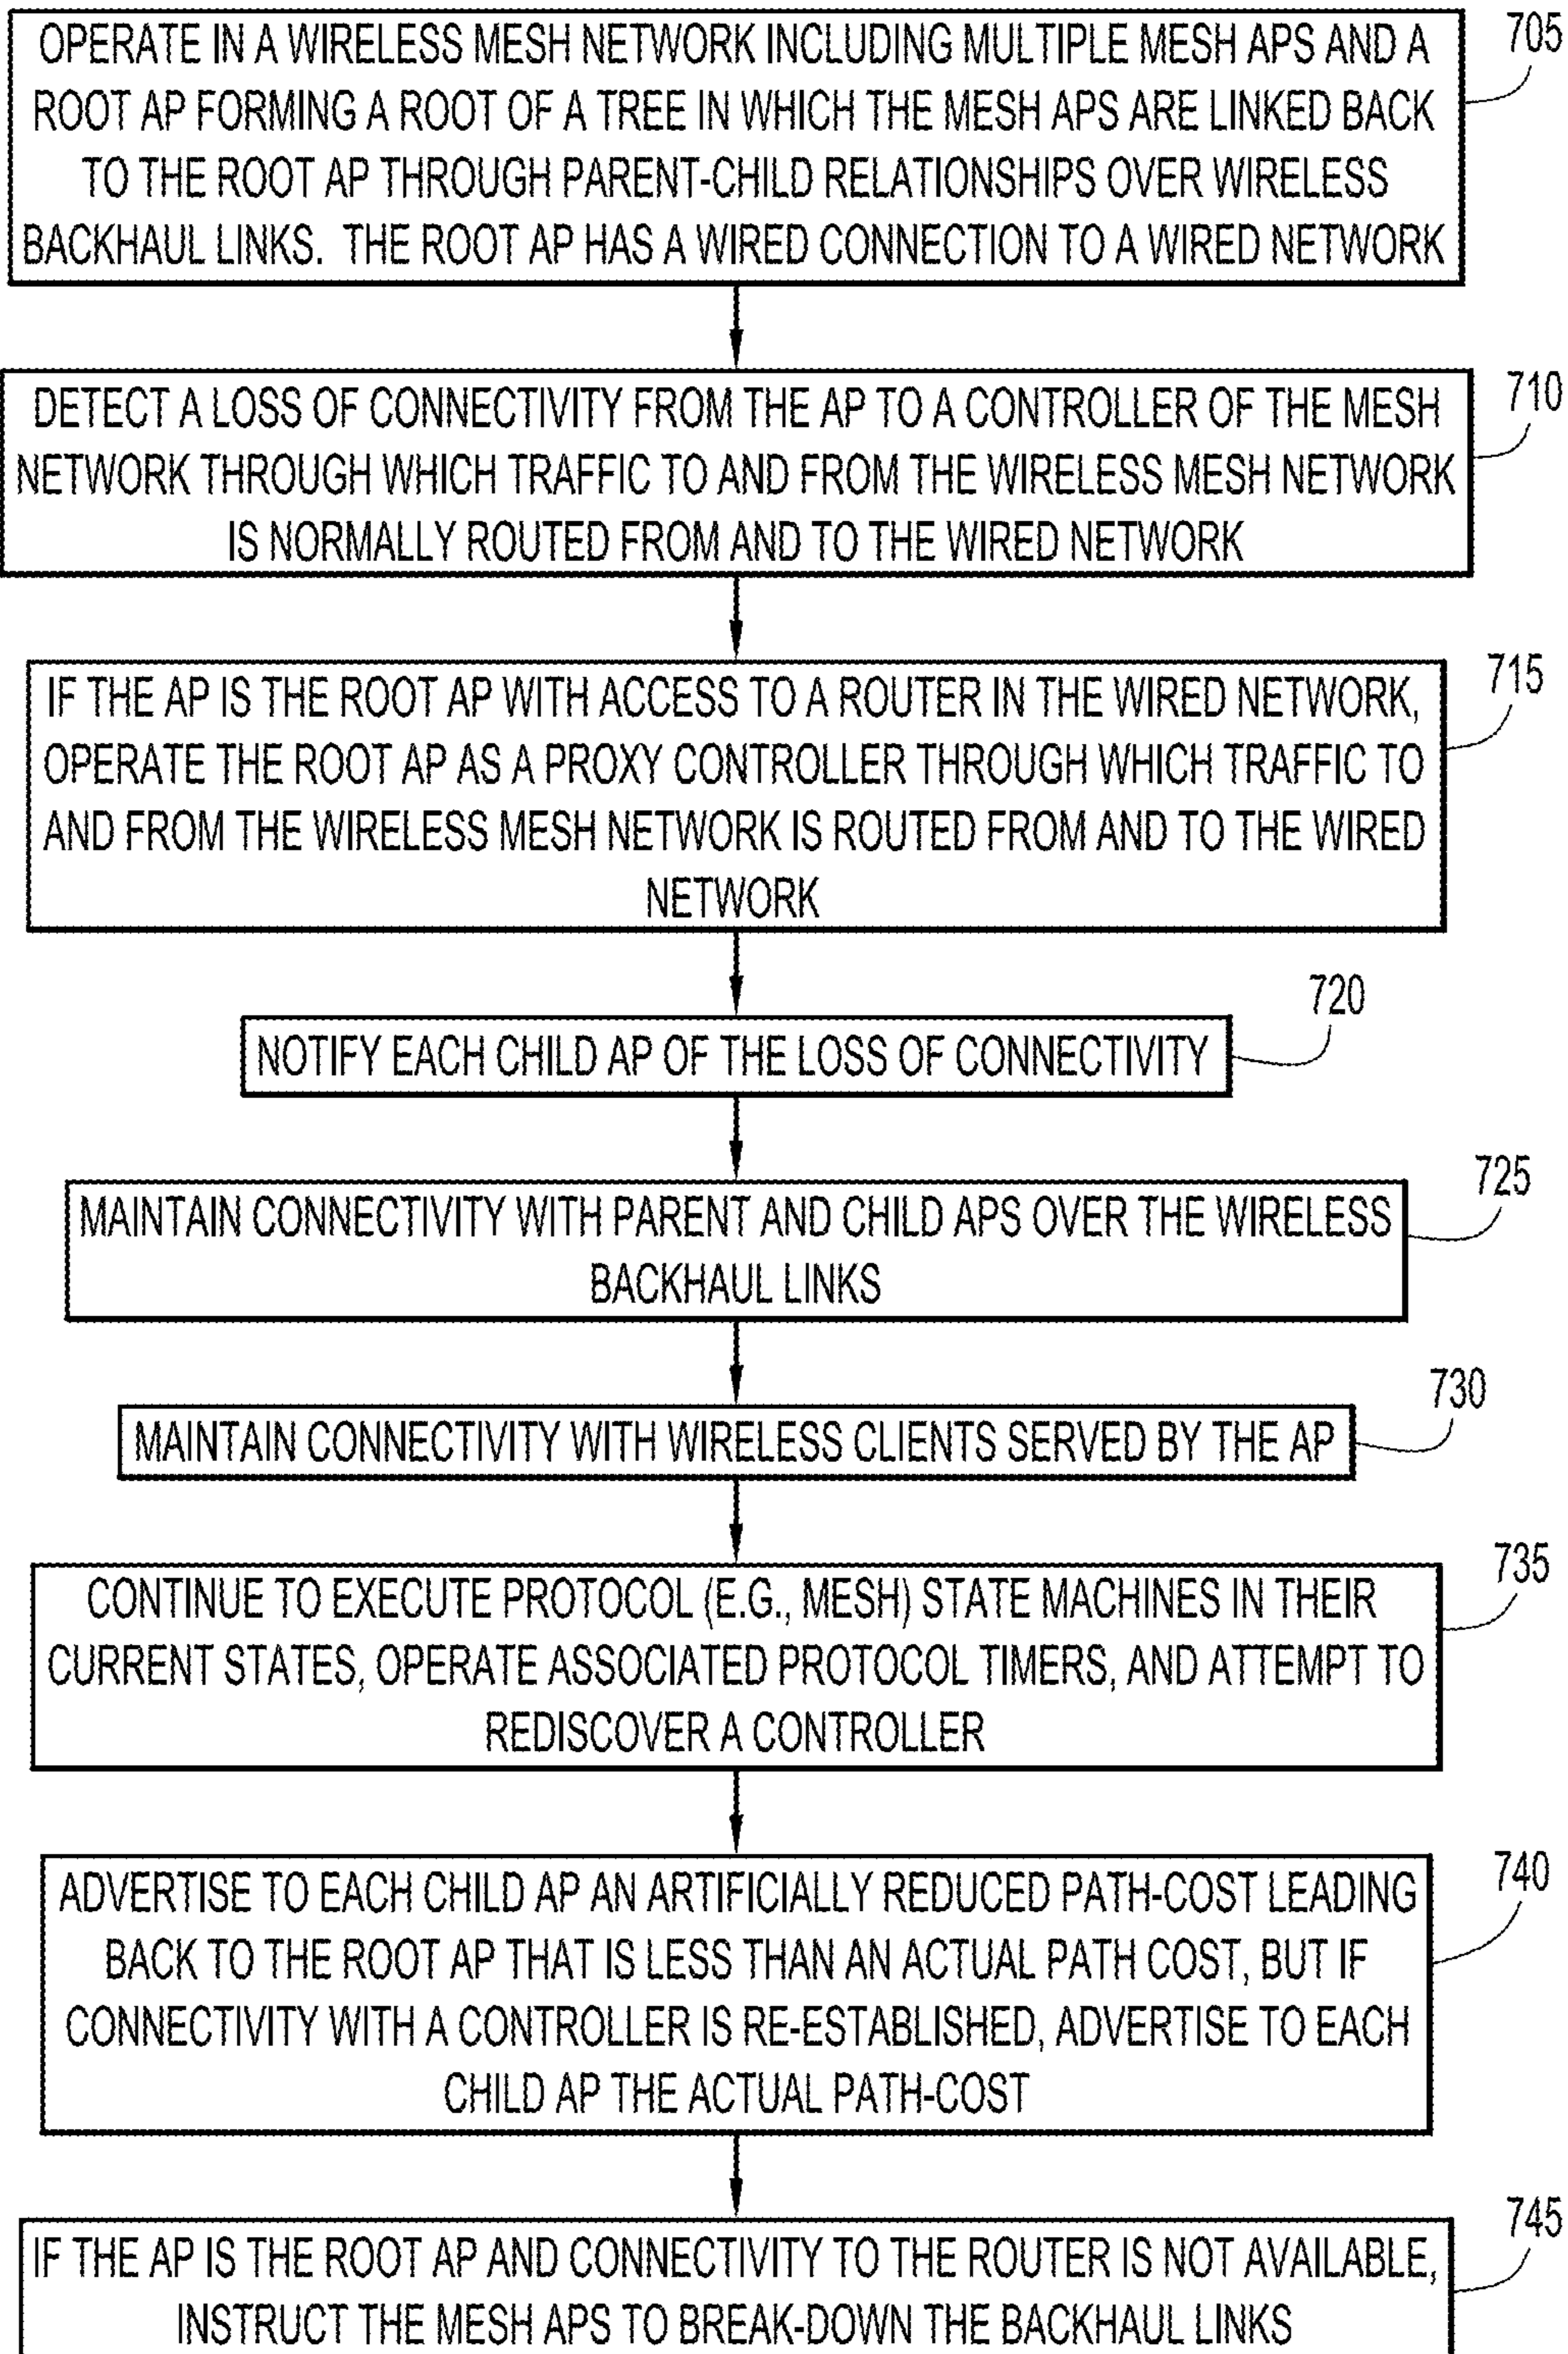 OPERATE IN A WIRELESS MESH NETWORK INCLUDING MULTIPLE MESH APS AND A
ROOT AP FORMING A ROOT OF A TREE IN WHICH THE MESH APS ARE LINKED BACK
TO THE ROOT AP THROUGH PARENT-CHILD RELATIONSHIPS OVER WIRELESS
BACKHAUL LINKS. THE ROOT AP HAS A WIRED CONNECTION TO A WIRED NETWORK
705
DETECT A LOSS OF CONNECTIVITY FROM THE AP TO A CONTROLLER OF THE MESH
NETWORK THROUGH WHICH TRAFFIC TO AND FROM THE WIRELESS MESH NETWORK
IS NORMALLY ROUTED FROM AND TO THE WIRED NETWORK
710
IF THE AP IS THE ROOT AP WITH ACCESS TO A ROUTER IN THE WIRED NETWORK,
OPERATE THE ROOT AP AS A PROXY CONTROLLER THROUGH WHICH TRAFFIC TO
AND FROM THE WIRELESS MESH NETWORK IS ROUTED FROM AND TO THE WIRED
NETWORK
715
NOTIFY EACH CHILD AP OF THE LOSS OF CONNECTIVITY
720
MAINTAIN CONNECTIVITY WITH PARENT AND CHILD APS OVER THE WIRELESS
BACKHAUL LINKS
725
MAINTAIN CONNECTIVITY WITH WIRELESS CLIENTS SERVED BY THE AP
730
CONTINUE TO EXECUTE PROTOCOL (E.G., MESH) STATE MACHINES IN THEIR
CURRENT STATES, OPERATE ASSOCIATED PROTOCOL TIMERS, AND ATTEMPT TO
REDISCOVER A CONTROLLER
735
ADVERTISE TO EACH CHILD AP AN ARTIFICIALLY REDUCED PATH-COST LEADING
BACK TO THE ROOT AP THAT IS LESS THAN AN ACTUAL PATH COST, BUT IF
CONNECTIVITY WITH A CONTROLLER IS RE-ESTABLISHED, ADVERTISE TO EACH
CHILD AP THE ACTUAL PATH-COST
740
IF THE AP IS THE ROOT AP AND CONNECTIVITY TO THE ROUTER IS NOT AVAILABLE,
INSTRUCT THE MESH APS TO BREAK-DOWN THE BACKHAUL LINKS
745